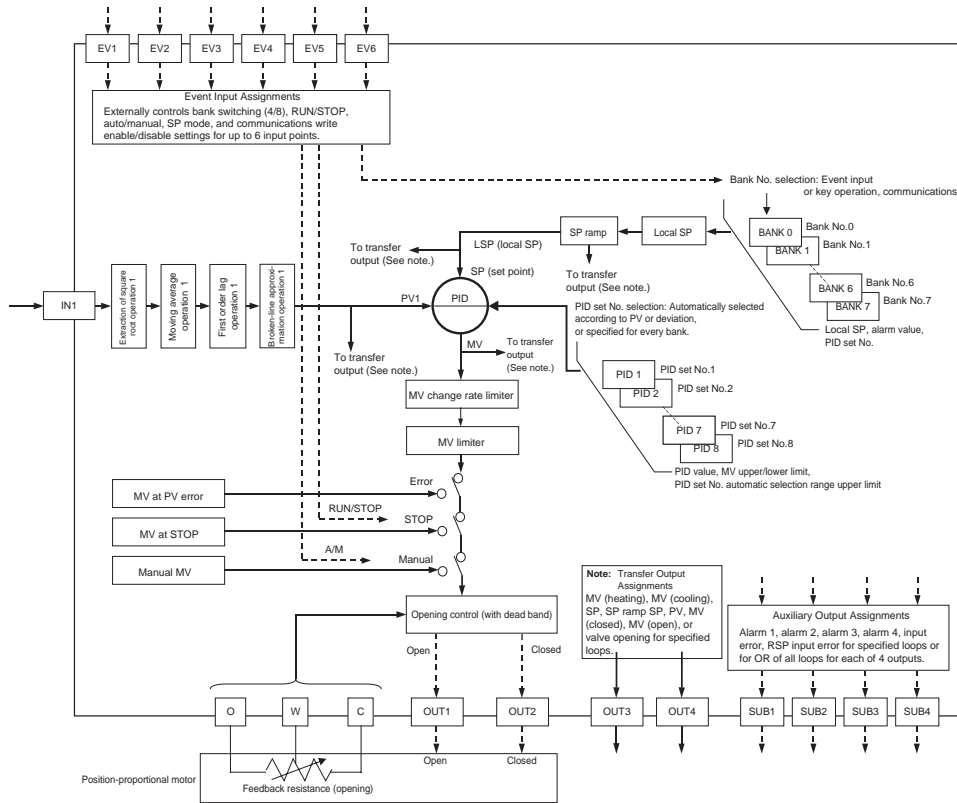 EV1 EV2 EV3 EV4 EV5 EV6
Event Input Assignments
Externally controls bank switching (4/8), RUN/STOP,
auto/manual, SP mode, and communications write
enable/disable settings for up to 6 input points.
Bank No. selection: Event input
or key operation, communications
BANK 0
Bank No.0
BANK 1
Bank No.1
BANK 6
Bank No.6
BANK 7
Bank No.7
Local SP, alarm value,
PID set No.
Local SP
SP ramp
To transfer
output (See note.)
LSP (local SP)
To transfer
output (See note.)
SP (set point)
IN1
Extraction of square
root operation 1
Moving average
operation 1
First order lag
operation 1
Broken-line approxi-
mation operation 1
PV1
PID
To transfer
output (See note.)
MV
To transfer
output
(See note.)
PID set No. selection: Automatically selected
according to PV or deviation,
or specified for every bank.
PID 1
PID set No.1
PID 2
PID set No.2
PID 7
PID set No.7
PID 8
PID set No.8
PID value, MV upper/lower limit,
PID set No. automatic selection range upper limit
MV change rate limiter
MV limiter
MV at PV error
Error
RUN/STOP
MV at STOP
STOP
A/M
Manual MV
Manual
Opening control (with dead band)
Open
Closed
Note: Transfer Output
Assignments
MV (heating), MV (cooling),
SP, SP ramp SP, PV, MV
(closed), MV (open), or
valve opening for specified
loops.
Auxiliary Output Assignments
Alarm 1, alarm 2, alarm 3, alarm 4, input
error, RSP input error for specified loops or
for OR of all loops for each of 4 outputs.
O W C OUT1 OUT2 OUT3 OUT4 SUB1 SUB2 SUB3 SUB4
Open
Closed
Position-proportional motor
Feedback resistance (opening)